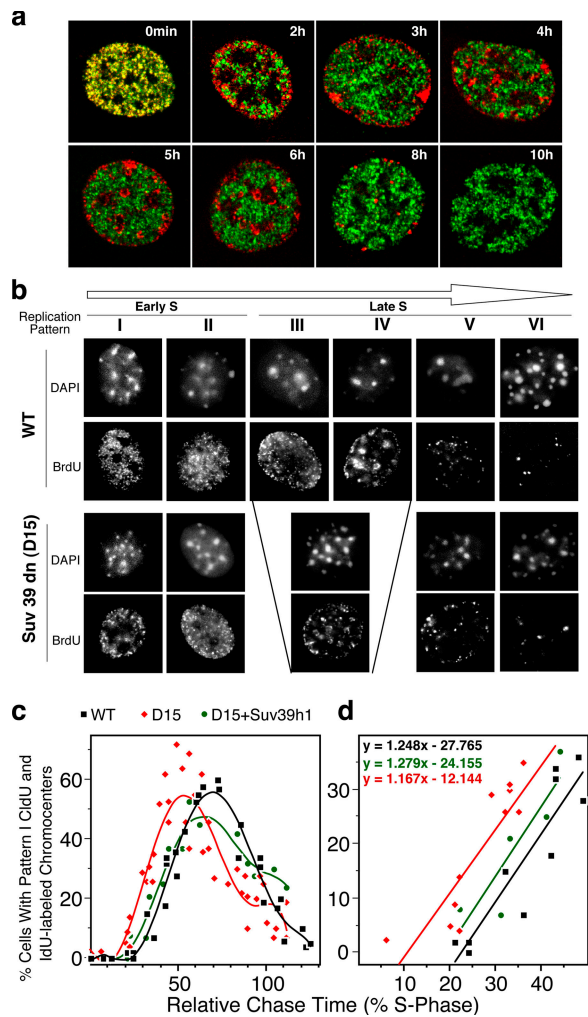 a
0min 2h 3h 4h
5h 6h 8h 10h
b
Early S Late S
Replication
Pattern I II III IV V VI
WT
DAPI
BrdU
Suv 39 dn (D15)
DAPI
BrdU
c WT D15 D15+Suv39h1 d
y = 1.248x - 27.765
y = 1.279x - 24.155
y = 1.167x - 12.144
% Cells With Pattern I CldU and
IdU-labeled Chromocenters
60
40
20
0
50 100
30
20
10
0
10 20 30 40 50
Relative Chase Time (% S-Phase)